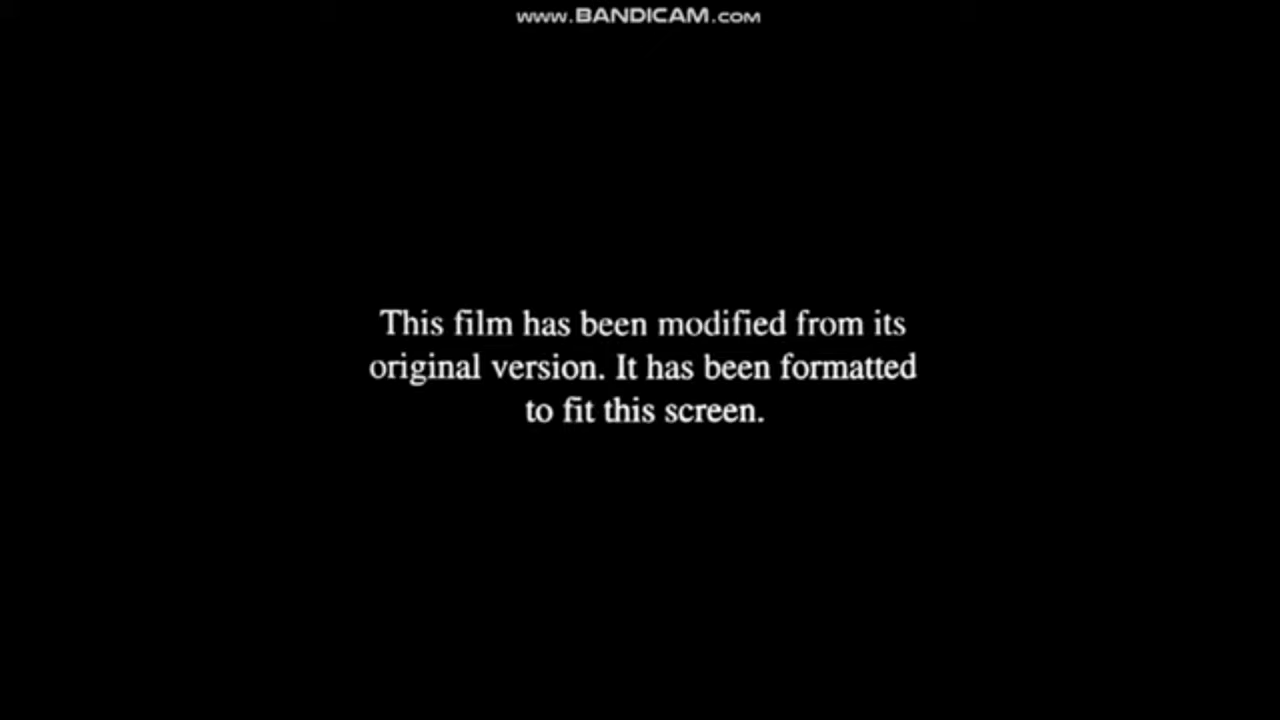 www.BANDICAM.com
This film has been modified from its
original version. It has been formatted
to fit this screen.